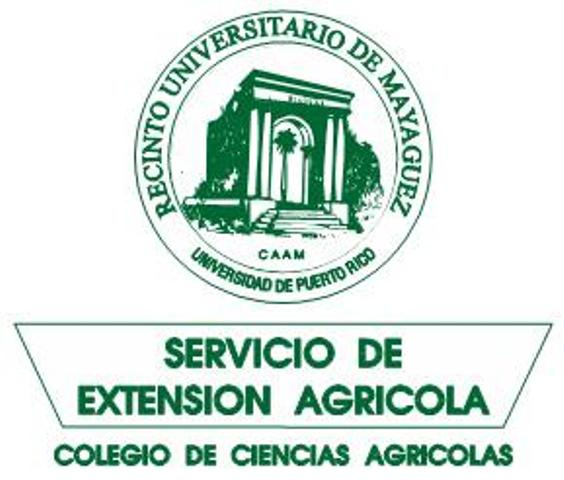 RECINTO UNIVERSITARIO DE MAYAGUEZ
CAAM
UNIVERSIDAD DE PUERTO RICO
SERVICIO DE
EXTENSION AGRICOLA
COLEGIO DE CIENCIAS AGRICOLAS